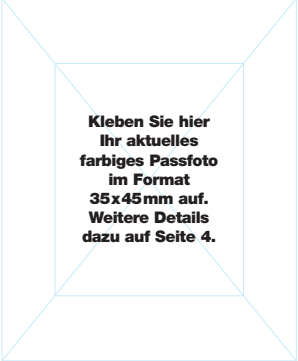 Kleben Sie hier
Ihr aktuelles
farbiges Passfoto
im Format
35x45mm auf.
Weitere Details
dazu auf Seite 4.